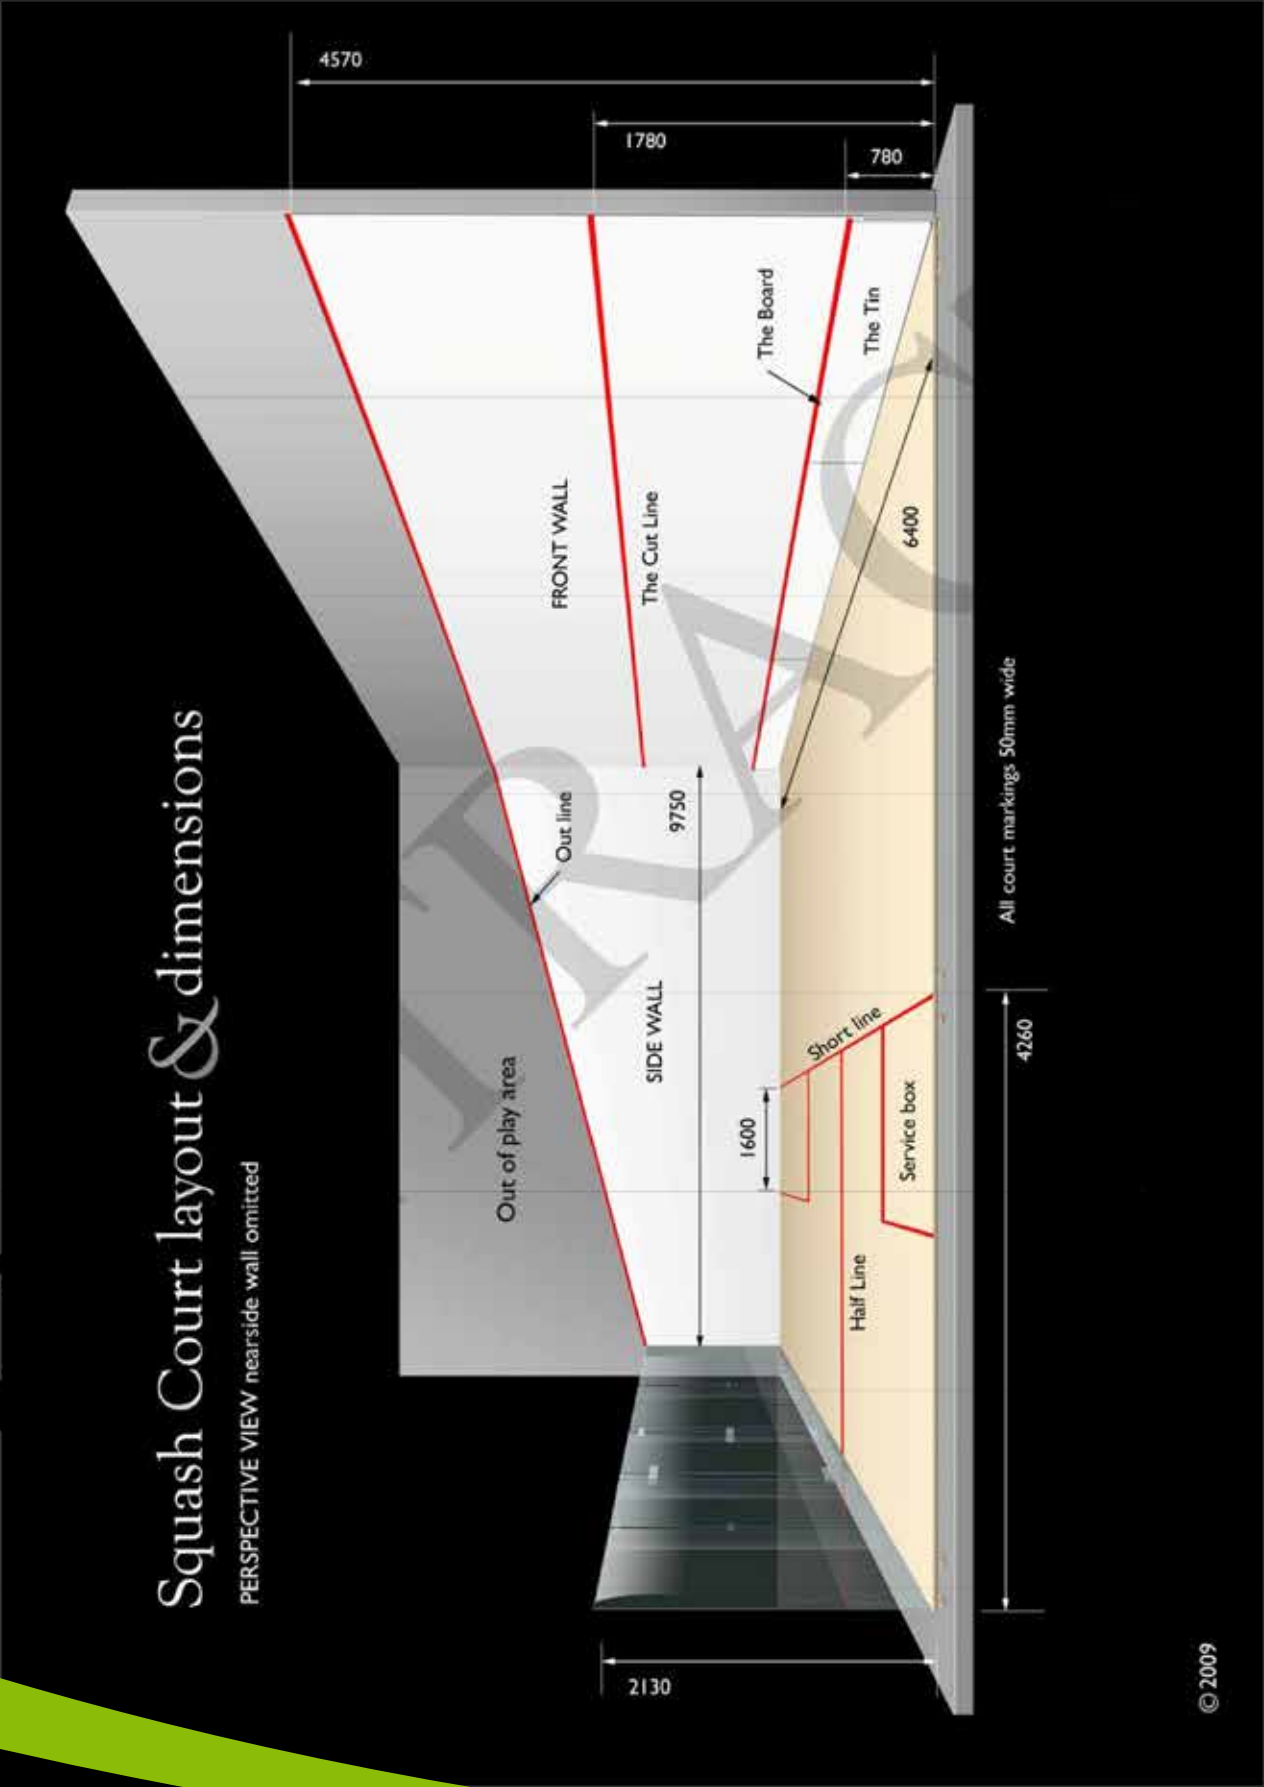 Squash Court layout & dimensions
PERSPECTIVE VIEW nearside wall omitted
4570
1780
780
The Board
The Tin
FRONT WALL
The Cut Line
6400
Out line
9750
Out of play area
SIDE WALL
1600
Short line
Service box
Half Line
All court markings 50mm wide
4260
2130
© 2009